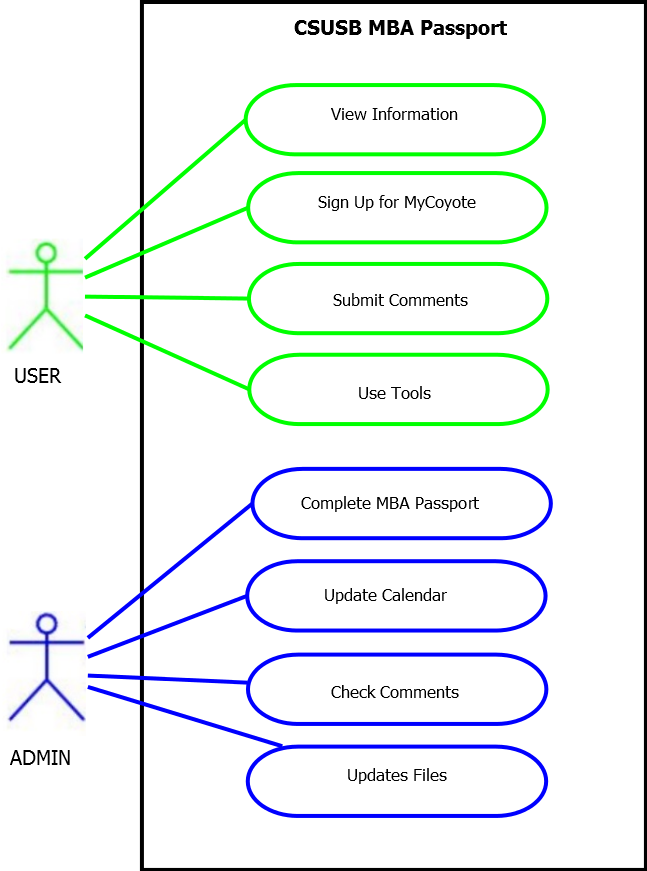 CSUSB MBA Passport
View Information
Sign Up for MyCoyote
Submit Comments
Use Tools
USER
Complete MBA Passport
Update Calendar
Check Comments
Updates Files
ADMIN